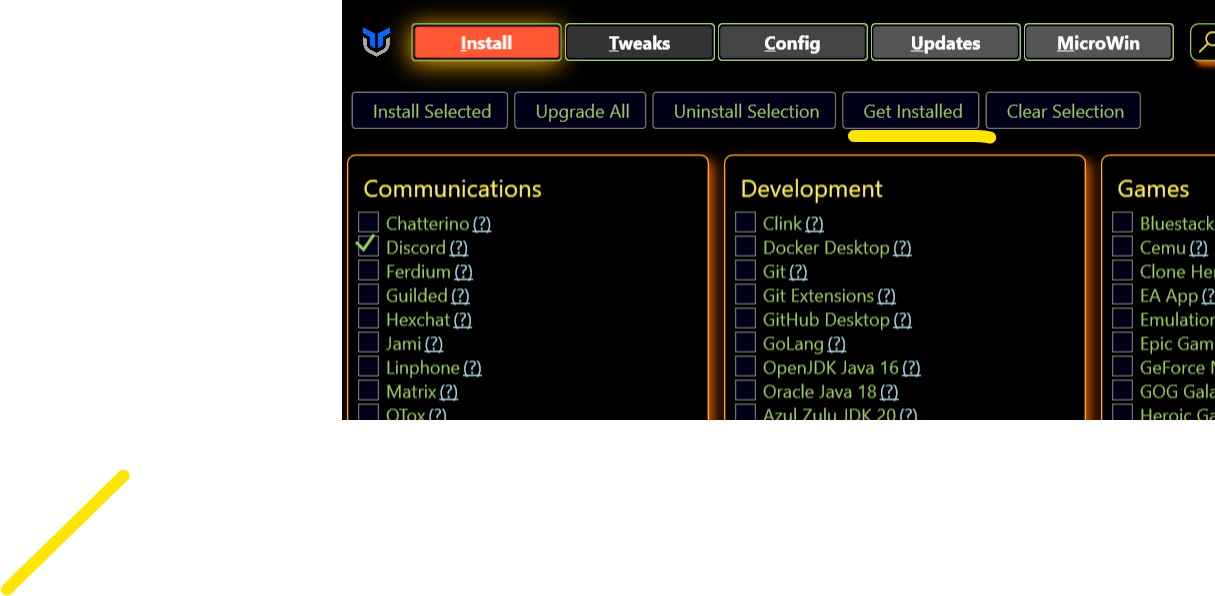 Install Tweaks Config Updates MicroWin
Install Selected Upgrade All Uninstall Selection Get Installed Clear Selection
Communications
Chatterino (?)
Discord (?)
Ferdium (?)
Guilded (?)
Hexchat (?)
Jami (?)
Linphone (?)
Matrix (?)
QTox (?)
Development
Clink (?)
Docker Desktop (?)
Git (?)
Git Extensions (?)
GitHub Desktop (?)
GoLang (?)
OpenJDK Java 16 (?)
Oracle Java 18 (?)
Azul Zulu JDK 20 (?)
Games
Bluestack
Cemu (?)
Clone Her
EA App (?
Emulation
Epic Gam
GeForce N
GOG Gala
Heroic Ga